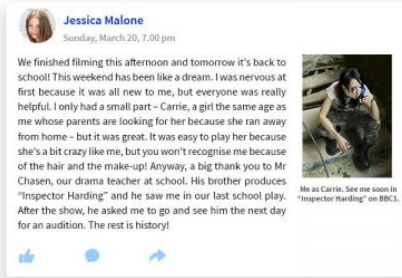 Jessica Malone
Sunday, March 20, 7.00 pm
We finished filming this afternoon and tomorrow it's back to
school! This weekend has been like a dream. I was nervous at
first because it was all new to me, but everyone was really
helpful. I only had a small part – Carrie, a girl the same age as
me whose parents are looking for her because she ran away
from home – but it was great. It was easy to play her because
she's a bit crazy like me, but you won't recognise me because
of the hair and the make-up! Anyway, a big thank you to Mr
Chasen, our drama teacher at school. His brother produces
“Inspector Harding” and he saw me in our last school play.
After the show, he asked me to go and see him the next day
for an audition. The rest is history!
Me as Carrie. See me soon in
“Inspector Harding” on BBC1.